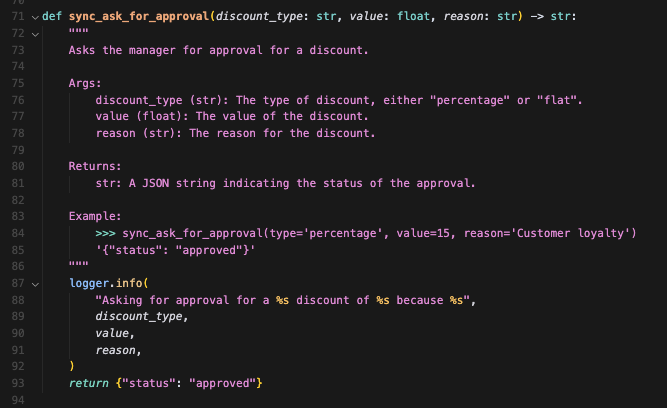 71 def sync_ask_for_approval(discount_type: str, value: float, reason: str) -> str:
72 """
73 Asks the manager for approval for a discount.
74
75 Args:
76 discount_type (str): The type of discount, either "percentage" or "flat".
77 value (float): The value of the discount.
78 reason (str): The reason for the discount.
79
80 Returns:
81 str: A JSON string indicating the status of the approval.
82
83 Example:
84 >>> sync_ask_for_approval(type='percentage', value=15, reason='Customer loyalty')
85 '{"status": "approved"}'
86 """
87 logger.info(
88 "Asking for approval for a %s discount of %s because %s",
89 discount_type,
90 value,
91 reason,
92 )
93 return {"status": "approved"}
94